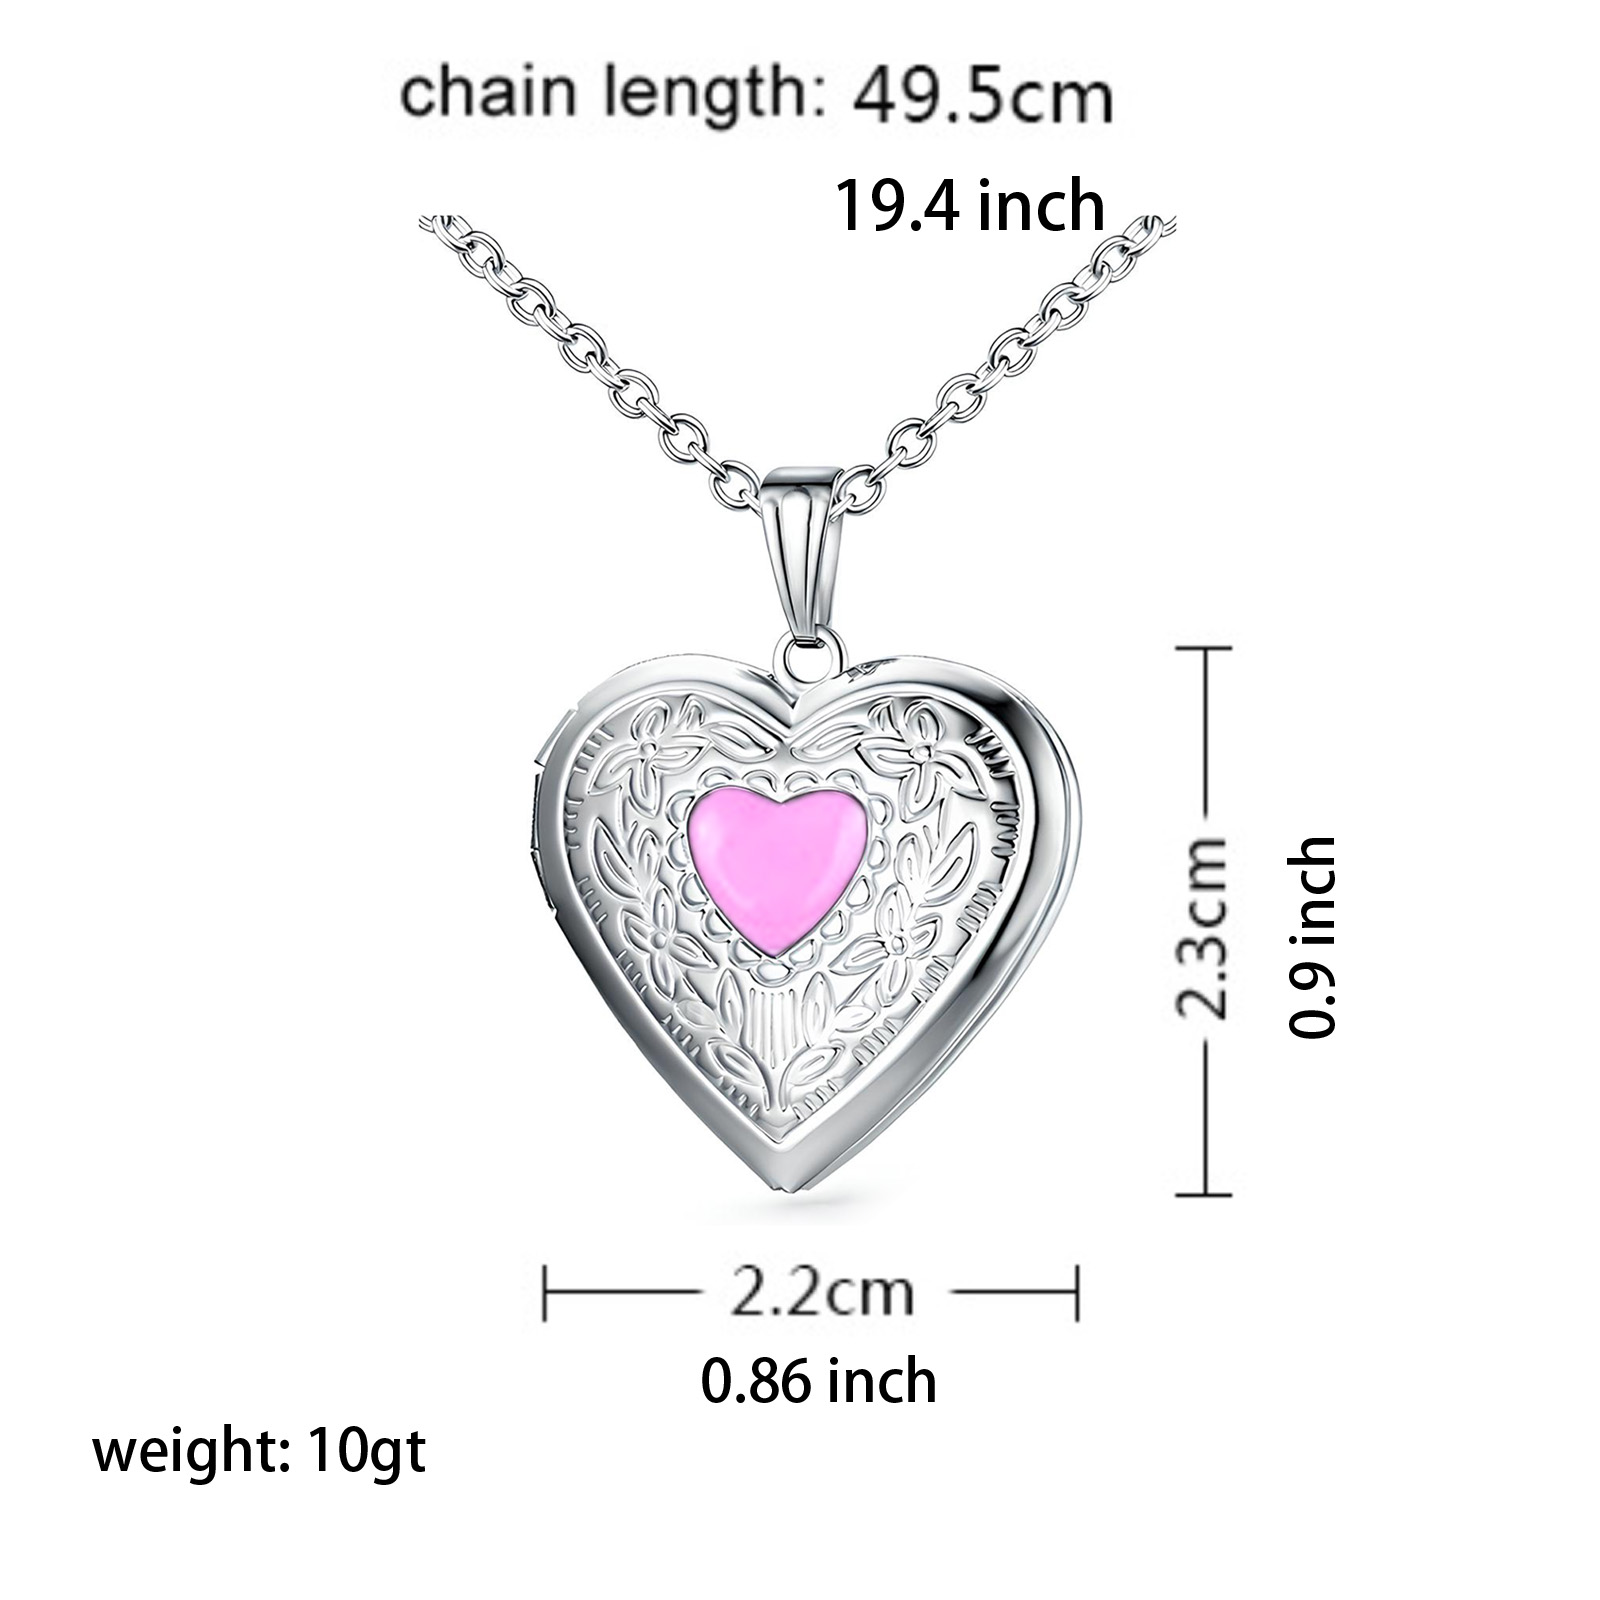 chain length: 49.5cm
19.4 inch
2.3cm
0.9 inch
2.2cm
0.86 inch
weight: 10gt